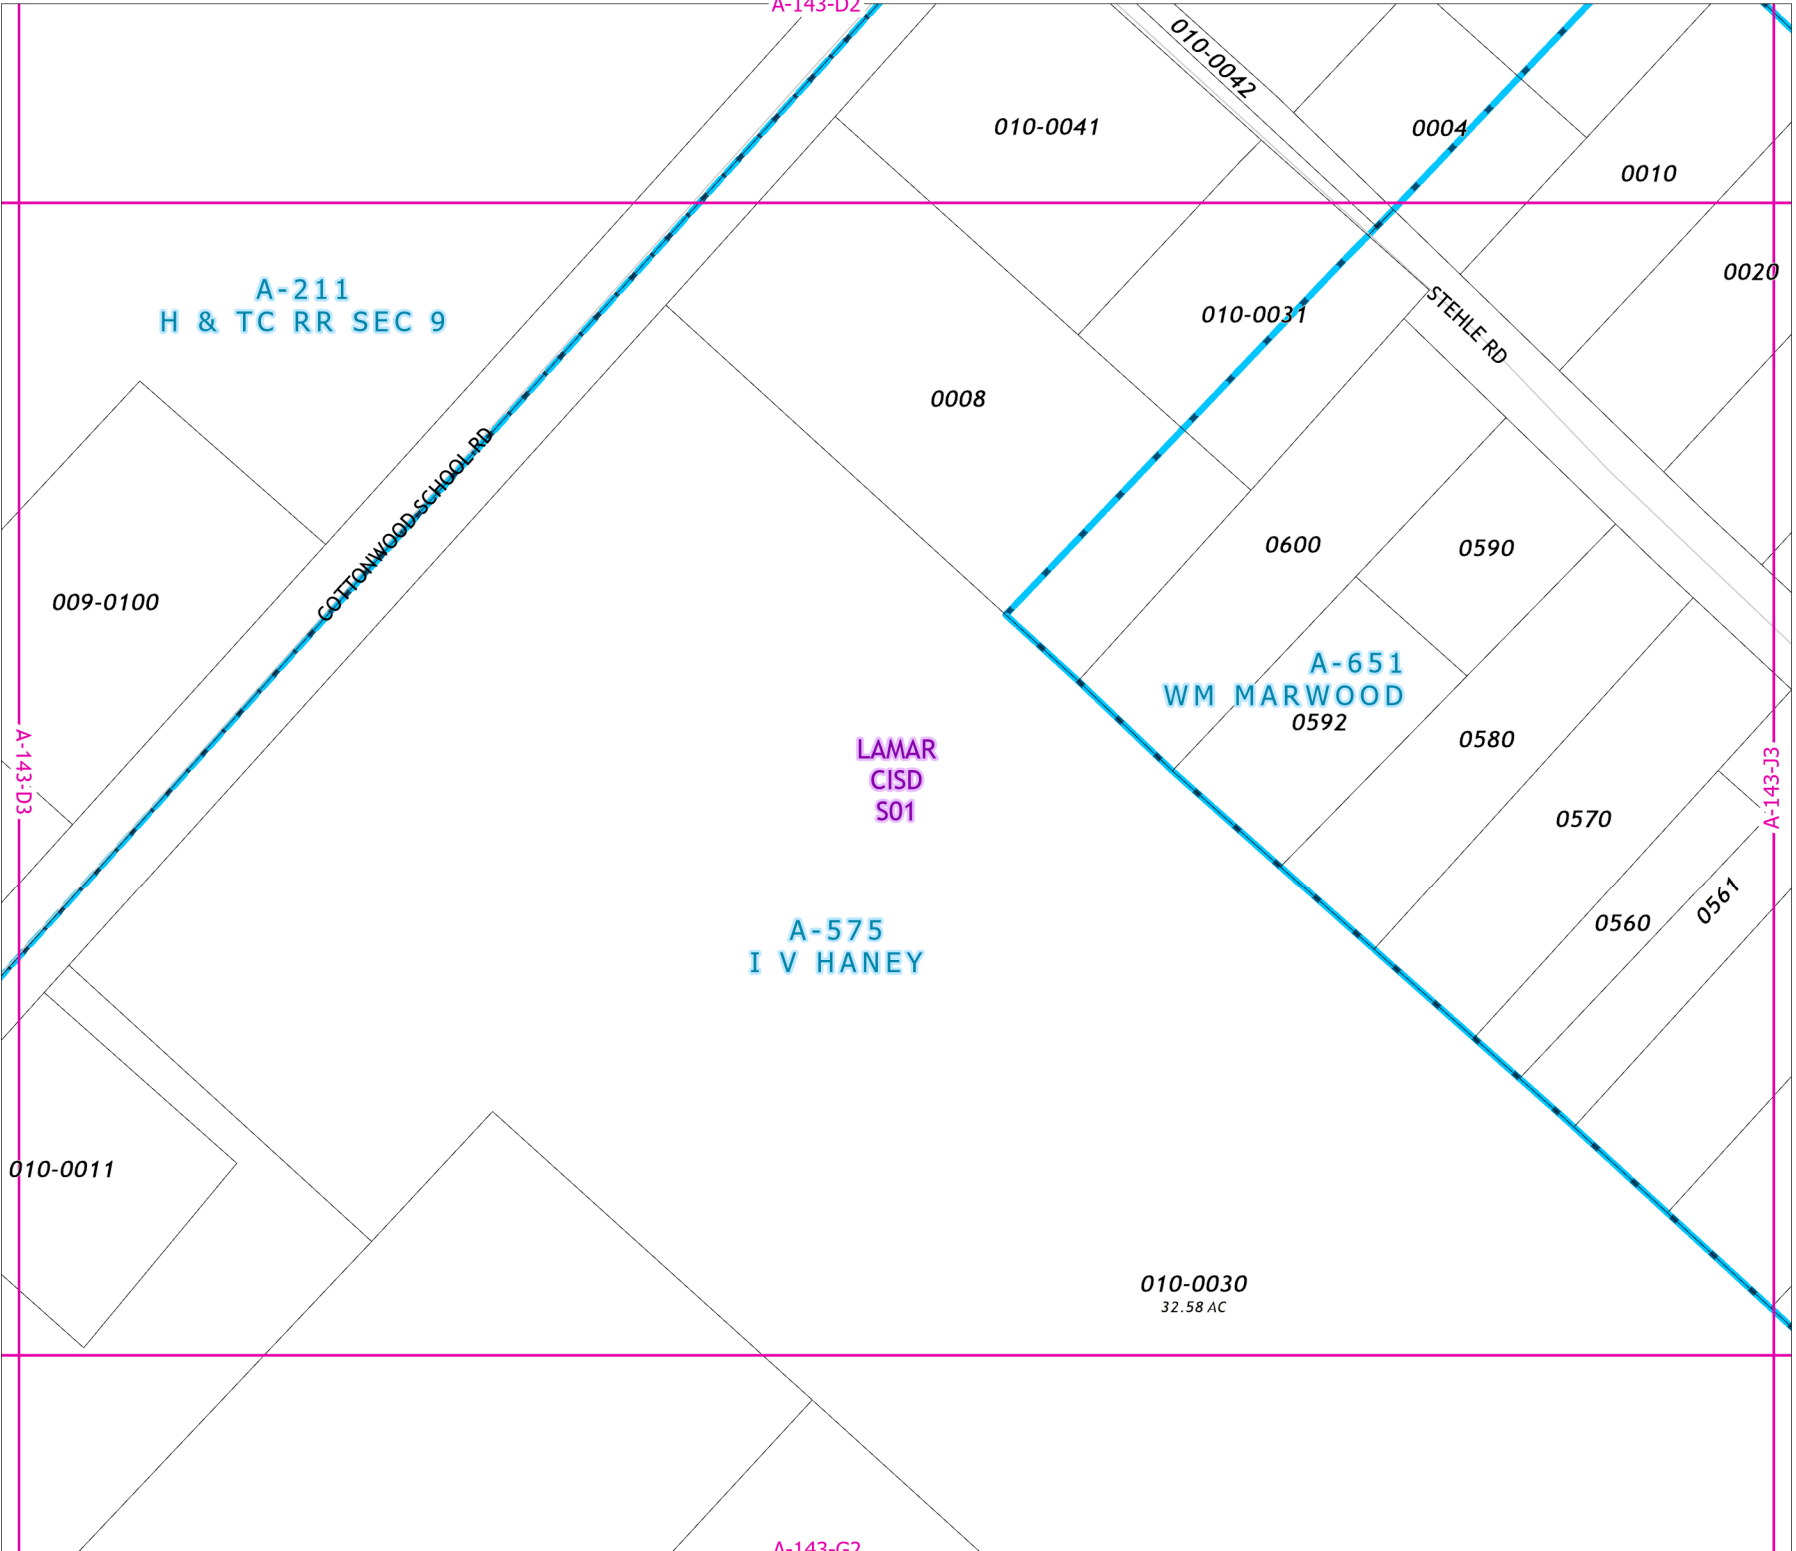 A-143-D2
010-0042
010-0041
0004
0010
0020
A-211
H & TC RR SEC 9
010-0031
STEHLE RD
0008
COTTONWOOD SCHOOL RD
0600
0590
009-0100
A-651
WM MARWOOD
0592
0580
LAMAR
CISD
S01
A-143-D3
A-143-J3
0570
0561
0560
A-575
I V HANEY
010-0011
010-0030
32.58 AC
A-143-G2